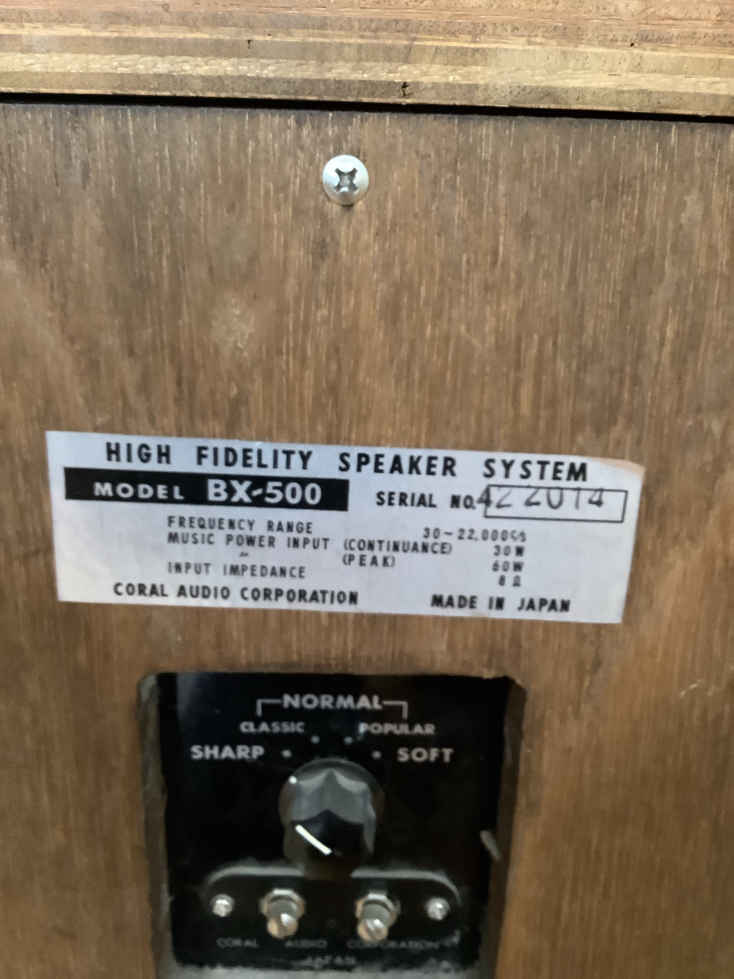 HIGH FIDELITY SPEAKER SYSTEM
MODEL BX-500 SERIAL NO. 422014
FREQUENCY RANGE 30~22,000c/s
MUSIC POWER INPUT (CONTINUANCE) 30W
〃 (PEAK) 60W
INPUT IMPEDANCE 8Ω
CORAL AUDIO CORPORATION MADE IN JAPAN
NORMAL
CLASSIC POPULAR
SHARP SOFT
CORAL AUDIO CORPORATION
JAPAN